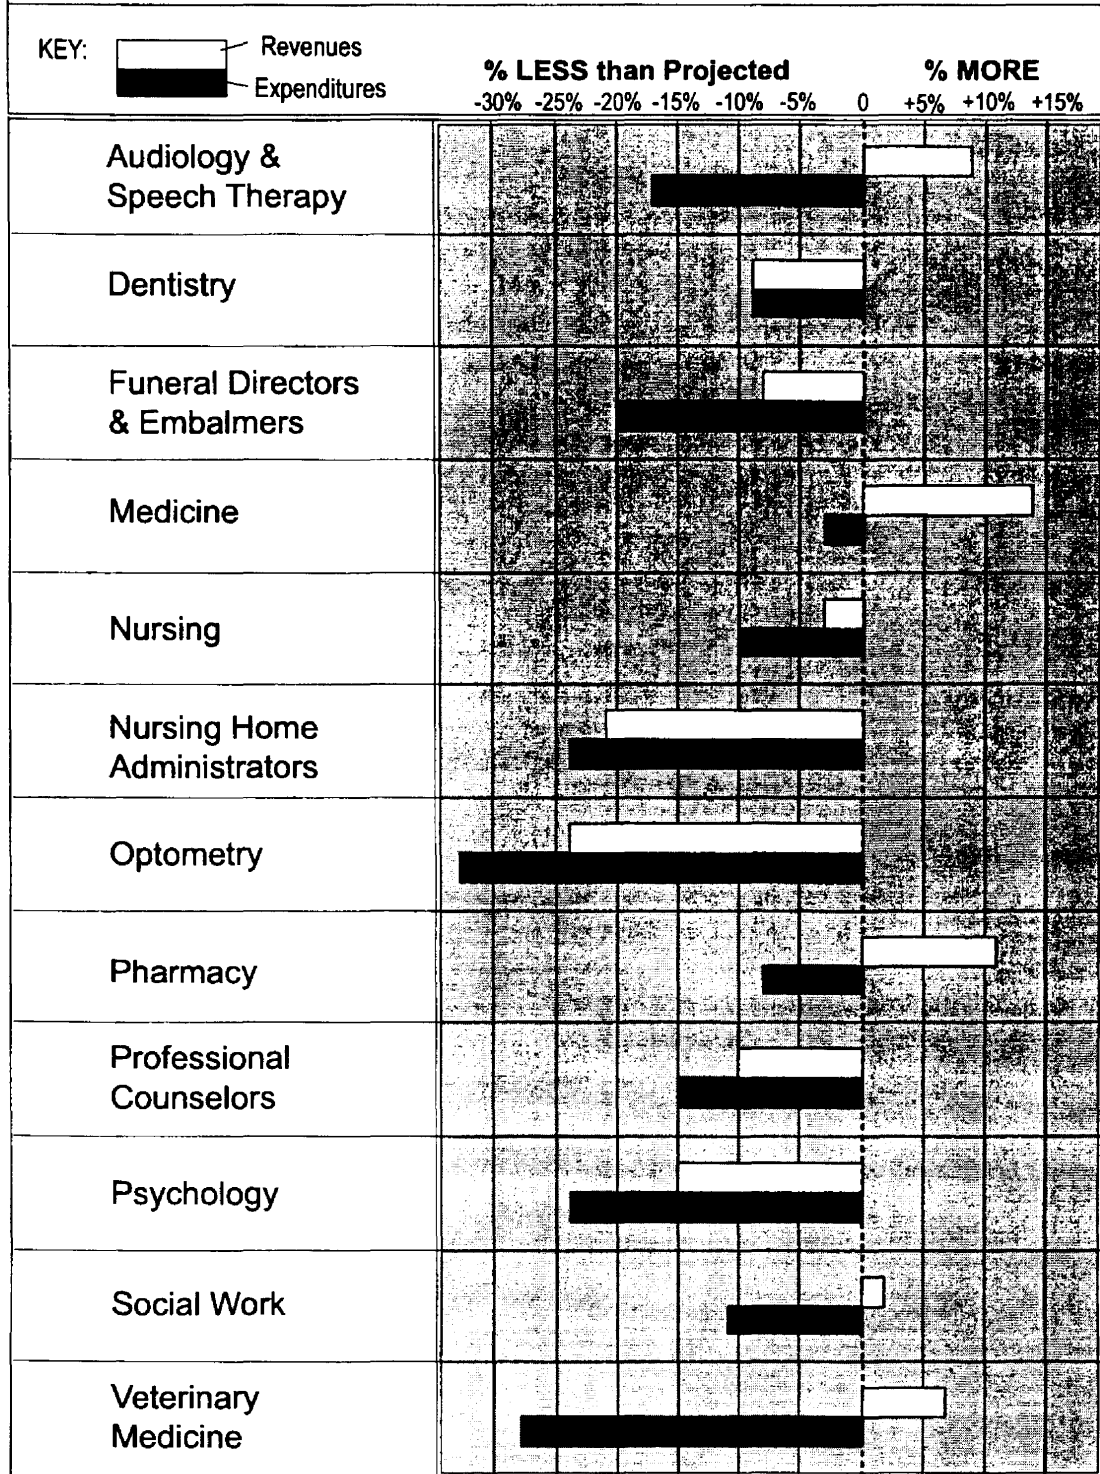 KEY:
Revenues
Expenditures
% LESS than Projected % MORE
-30% -25% -20% -15% -10% -5% 0 +5% +10% +15%
Audiology &
Speech Therapy
Dentistry
Funeral Directors
& Embalmers
Medicine
Nursing
Nursing Home
Administrators
Optometry
Pharmacy
Professional
Counselors
Psychology
Social Work
Veterinary
Medicine